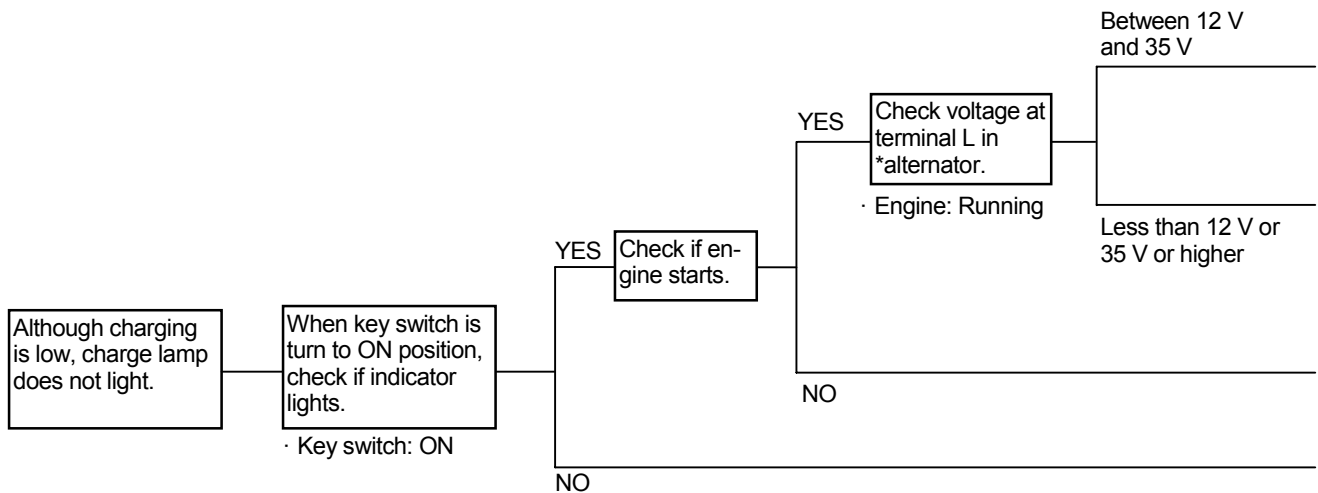 Although charging
is low, charge lamp
does not light.
When key switch is
turn to ON position,
check if indicator
lights.
· Key switch: ON
YES
NO
Check if en-
gine starts.
YES
NO
Check voltage at
terminal L in
*alternator.
· Engine: Running
Between 12 V
and 35 V
Less than 12 V or
35 V or higher